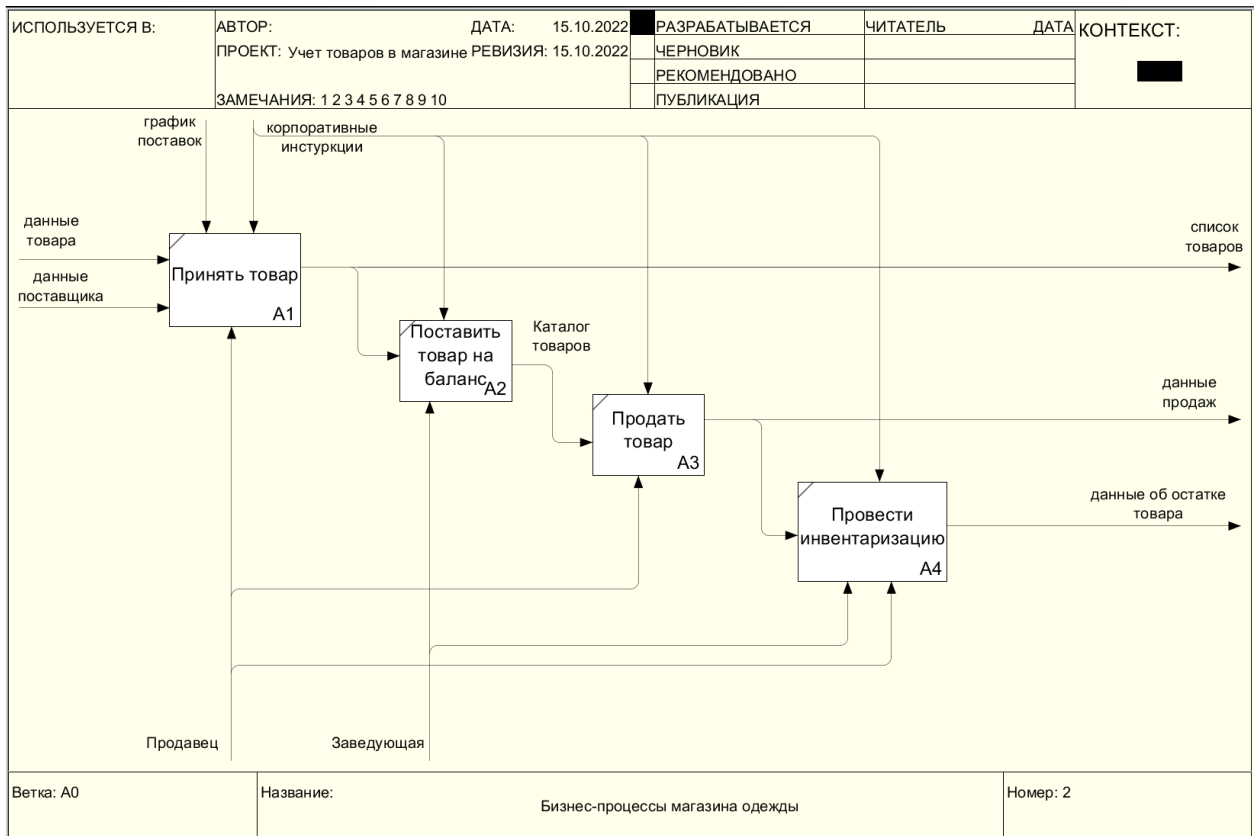 ИСПОЛЬЗУЕТСЯ В:
АВТОР:
ДАТА: 15.10.2022
ПРОЕКТ: Учет товаров в магазине
РЕВИЗИЯ: 15.10.2022
ЗАМЕЧАНИЯ: 1 2 3 4 5 6 7 8 9 10
РАЗРАБАТЫВАЕТСЯ
ЧЕРНОВИК
РЕКОМЕНДОВАНО
ПУБЛИКАЦИЯ
ЧИТАТЕЛЬ
ДАТА
КОНТЕКСТ:
график
поставок
корпоративные
инстуркции
данные
товара
данные
поставщика
Принять товар
A1
список
товаров
Поставить
товар на
баланс
A2
Каталог
товаров
Продать
товар
A3
данные
продаж
Провести
инвентаризацию
A4
данные об остатке
товара
Продавец
Заведующая
Ветка: A0
Название:
Бизнес-процессы магазина одежды
Номер: 2